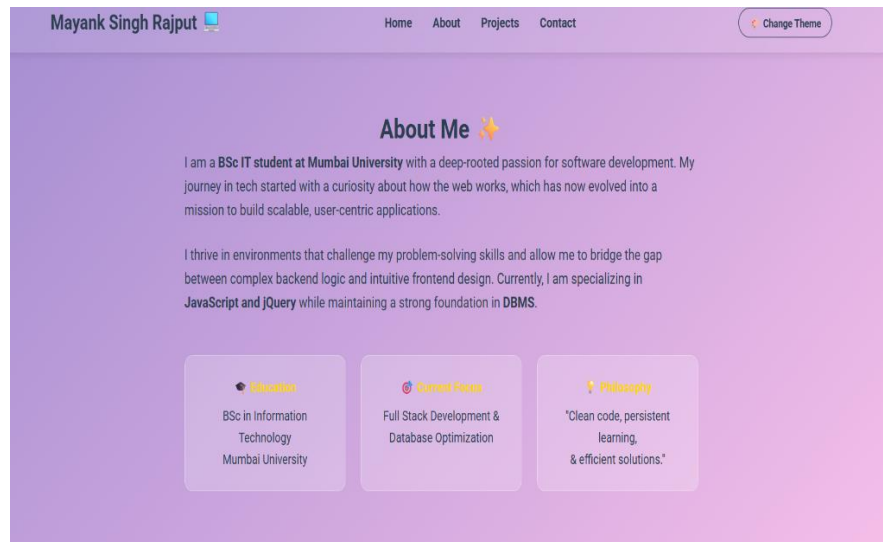 Mayank Singh Rajput 💻
Home About Projects Contact
Change Theme
About Me ✨
I am a BSc IT student at Mumbai University with a deep-rooted passion for software development. My
journey in tech started with a curiosity about how the web works, which has now evolved into a
mission to build scalable, user-centric applications.
I thrive in environments that challenge my problem-solving skills and allow me to bridge the gap
between complex backend logic and intuitive frontend design. Currently, I am specializing in
JavaScript and jQuery while maintaining a strong foundation in DBMS.
🎓 Education
BSc in Information
Technology
Mumbai University
🎯 Current Focus
Full Stack Development &
Database Optimization
💡 Philosophy
"Clean code, persistent
learning,
& efficient solutions."